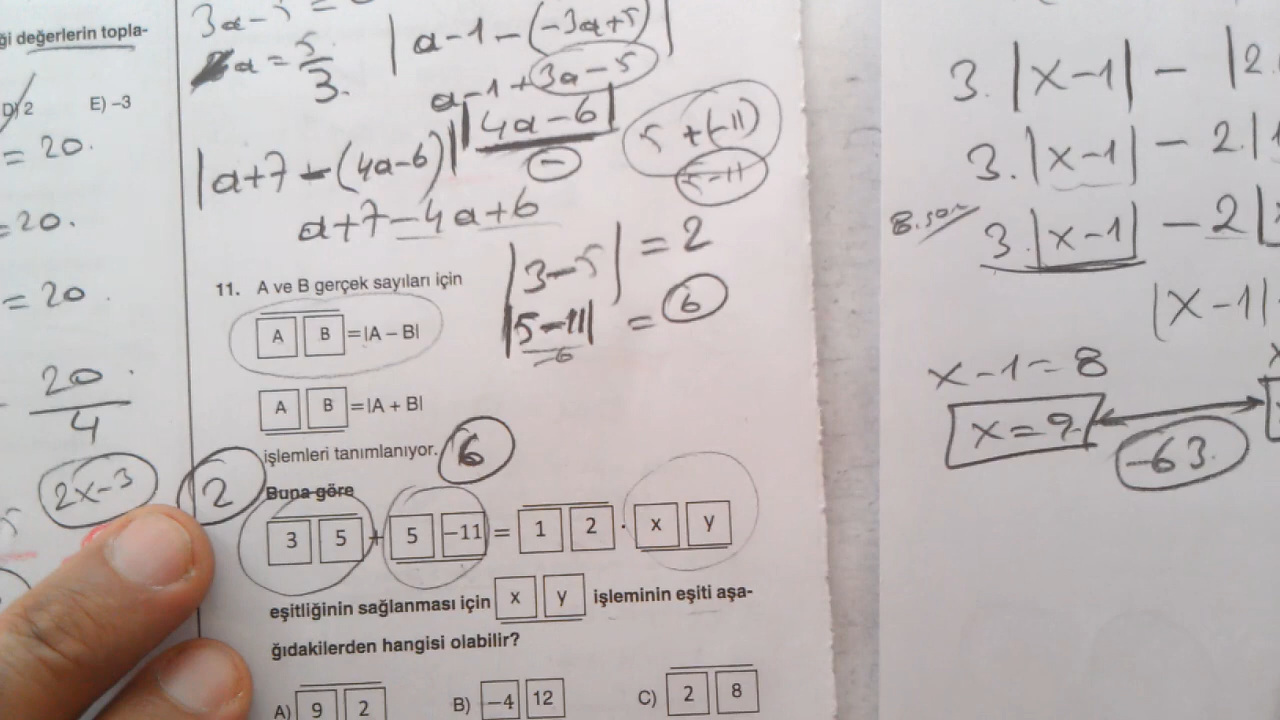 ği değerlerin topla-
D) 2 E) -3
= 20.
= 20.
= 20
20
4
2x-3
a = 5/3.
|a-1-(-3a+5)|
a-1+3a-5
|4a-6|
|a+7-(4a-6)|
5+(-11)
5-11
a+7-4a+6
|3-5| = 2
|5-11| = 6
=6
11. A ve B gerçek sayıları için
A B =|A – B|
A B =|A + B|
işlemleri tanımlanıyor. 6
2 Buna göre
3 5 + 5 –11 = 1 2 · x y
eşitliğinin sağlanması için x y işleminin eşiti aşa-
ğıdakilerden hangisi olabilir?
A) 9 2 B) –4 12 C) 2 8
3. |x-1| - |2
3. |x-1| - 2|
3. |x-1| - 2|
|x-1|
x-1=8
x=9
-63.